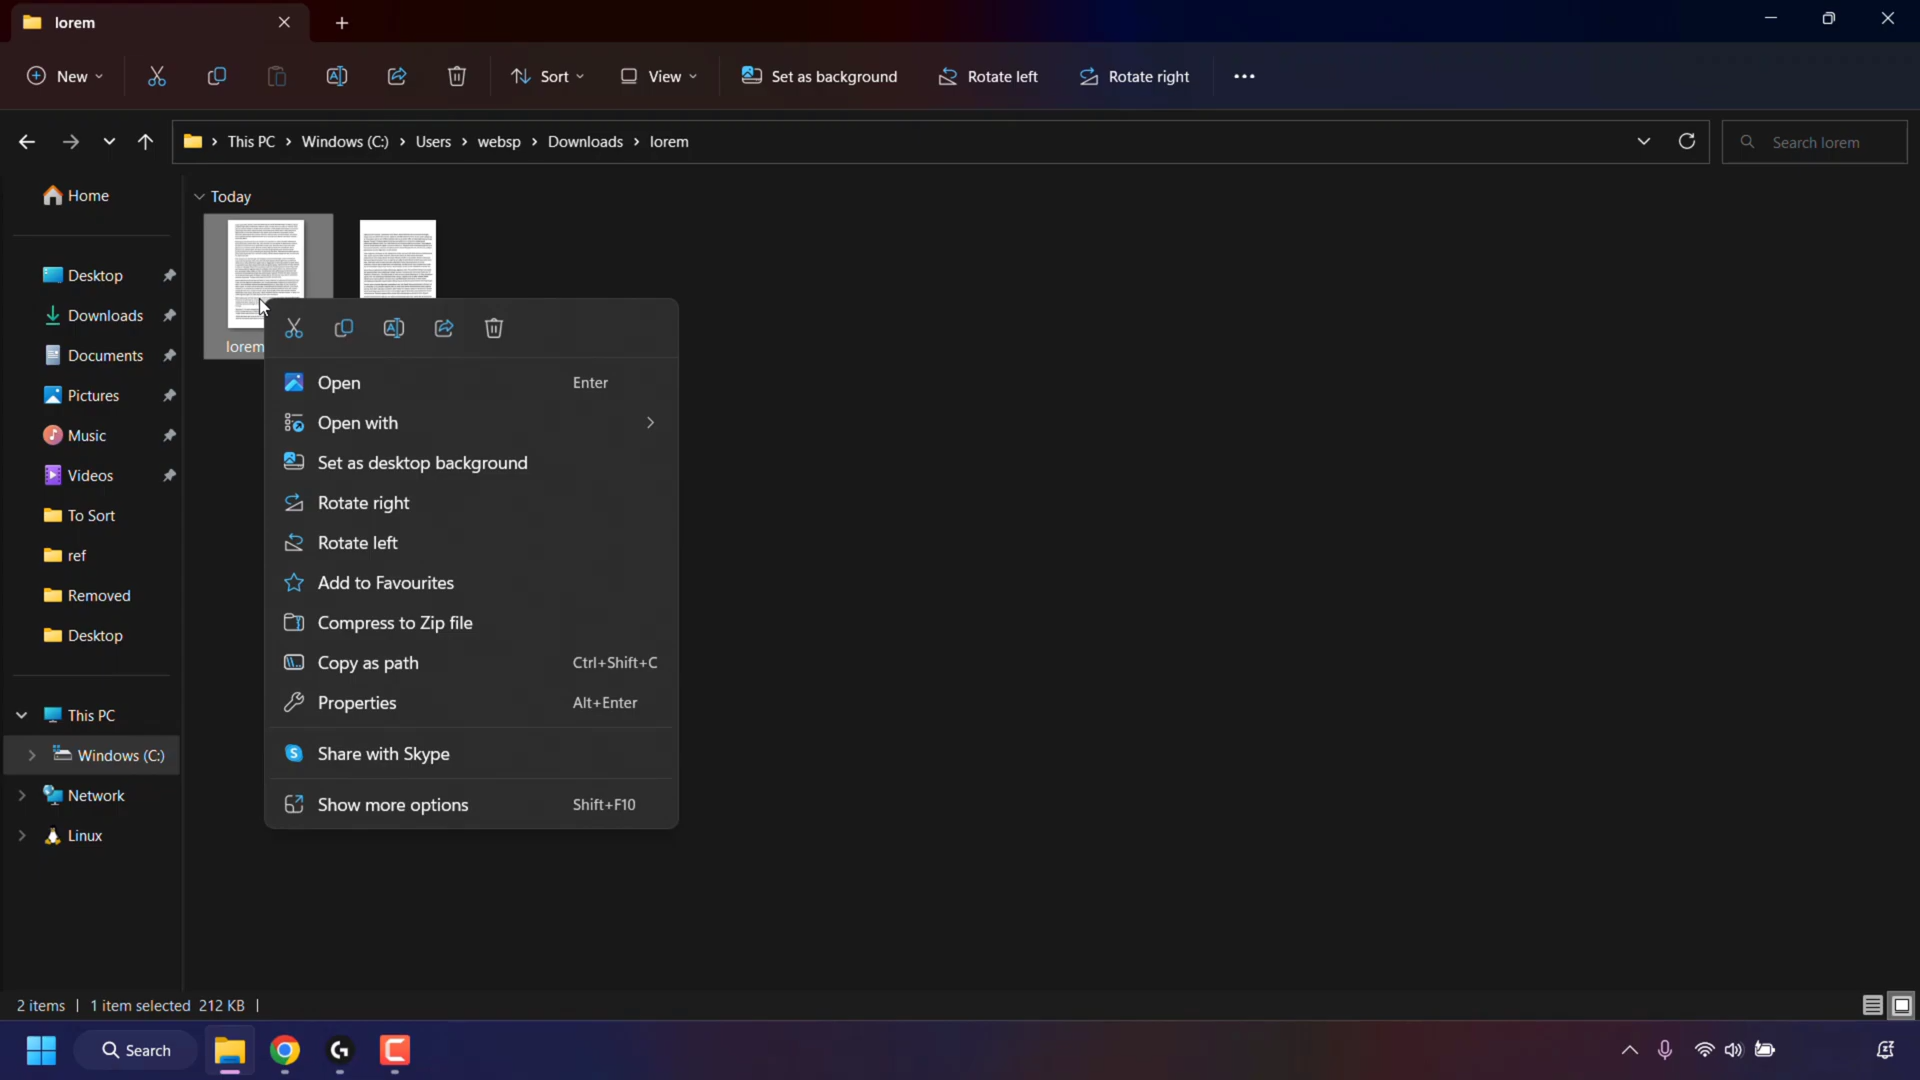 lorem
New
Sort
View
Set as background
Rotate left
Rotate right
This PC
Windows (C:)
Users
websp
Downloads
lorem
Search lorem
Home
Desktop
Downloads
Documents
Pictures
Music
Videos
To Sort
ref
Removed
Desktop
This PC
Windows (C:)
Network
Linux
Today
lorem
Open Enter
Open with
Set as desktop background
Rotate right
Rotate left
Add to Favourites
Compress to Zip file
Copy as path Ctrl+Shift+C
Properties Alt+Enter
Share with Skype
Show more options Shift+F10
2 items | 1 item selected 212 KB |
Search